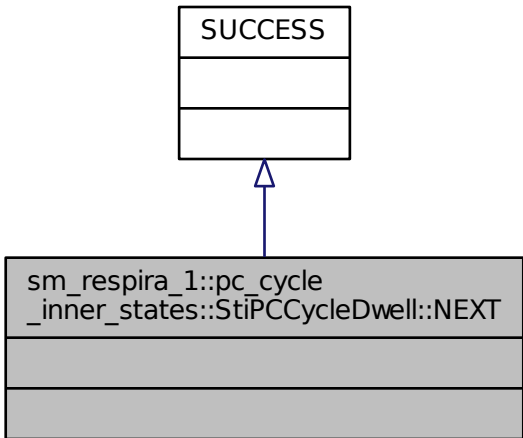 SUCCESS
sm_respira_1::pc_cycle
_inner_states::StiPCCycleDwell::NEXT